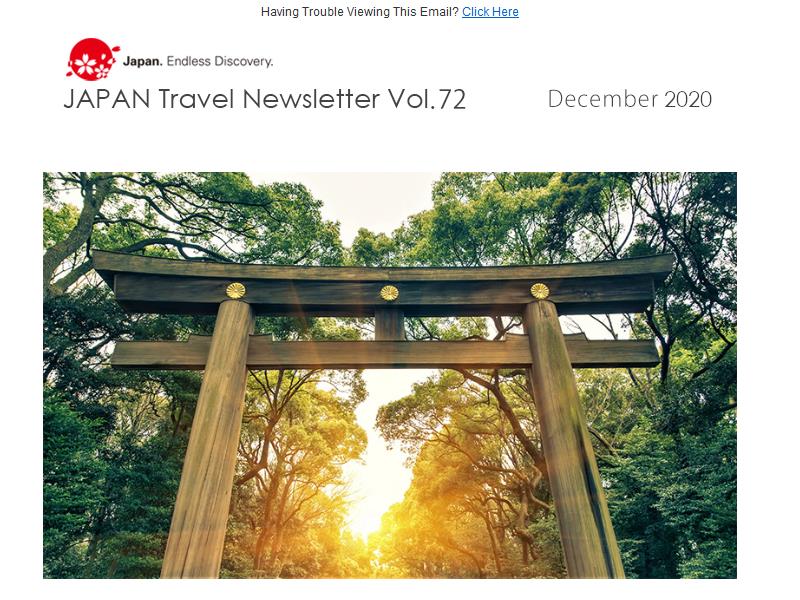 Having Trouble Viewing This Email? Click Here
Japan. Endless Discovery.
JAPAN Travel Newsletter Vol.72
December 2020